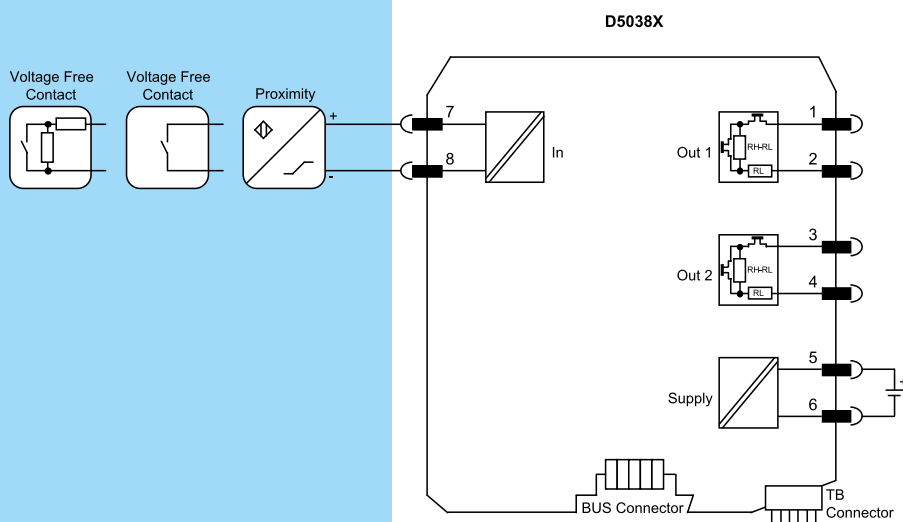 D5038X
Voltage Free
Contact
Voltage Free
Contact
Proximity
+
-
7
8
In
Out 1
RH-RL
RL
1
2
Out 2
RH-RL
RL
3
4
Supply
5
6
+
BUS Connector
TB
Connector